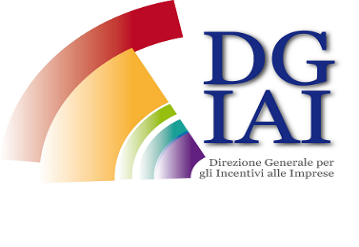 DG
IAI
Direzione Generale per
gli Incentivi alle Imprese